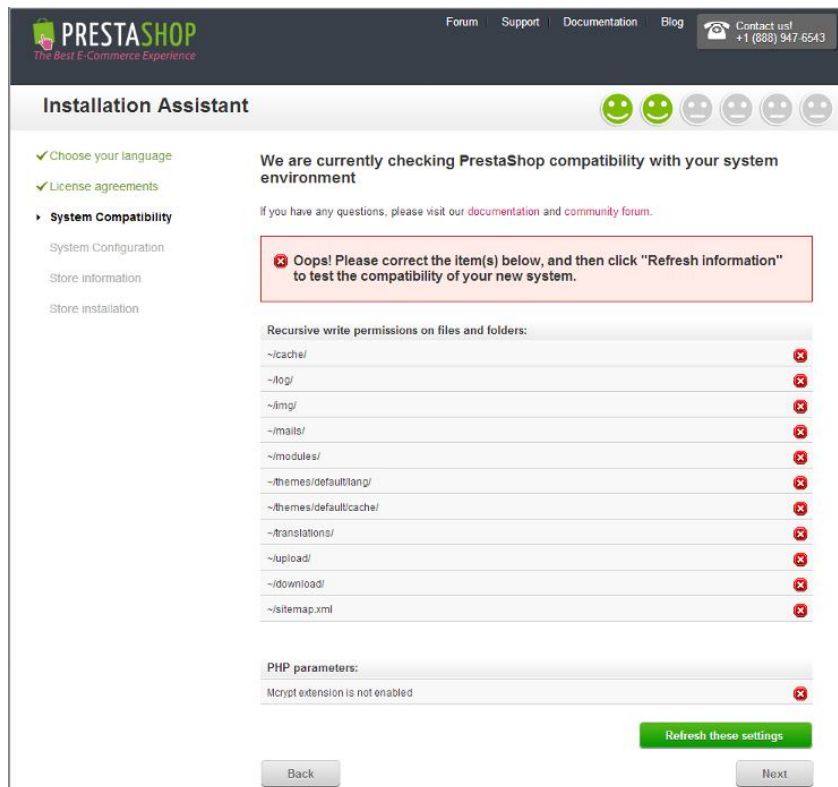 PRESTASHOP
The Best E-Commerce Experience
Forum
Support
Documentation
Blog
Contact us!
+1 (888) 947-6543
Installation Assistant
Choose your language
License agreements
System Compatibility
System Configuration
Store information
Store installation
We are currently checking PrestaShop compatibility with your system
environment
If you have any questions, please visit our documentation and community forum.
Oops! Please correct the item(s) below, and then click "Refresh information"
to test the compatibility of your new system.
Recursive write permissions on files and folders:
~/cache/
~/log/
~/img/
~/mails/
~/modules/
~/themes/default/lang/
~/themes/default/cache/
~/translations/
~/upload/
~/download/
~/sitemap.xml
PHP parameters:
Mcrypt extension is not enabled
Refresh these settings
Back
Next